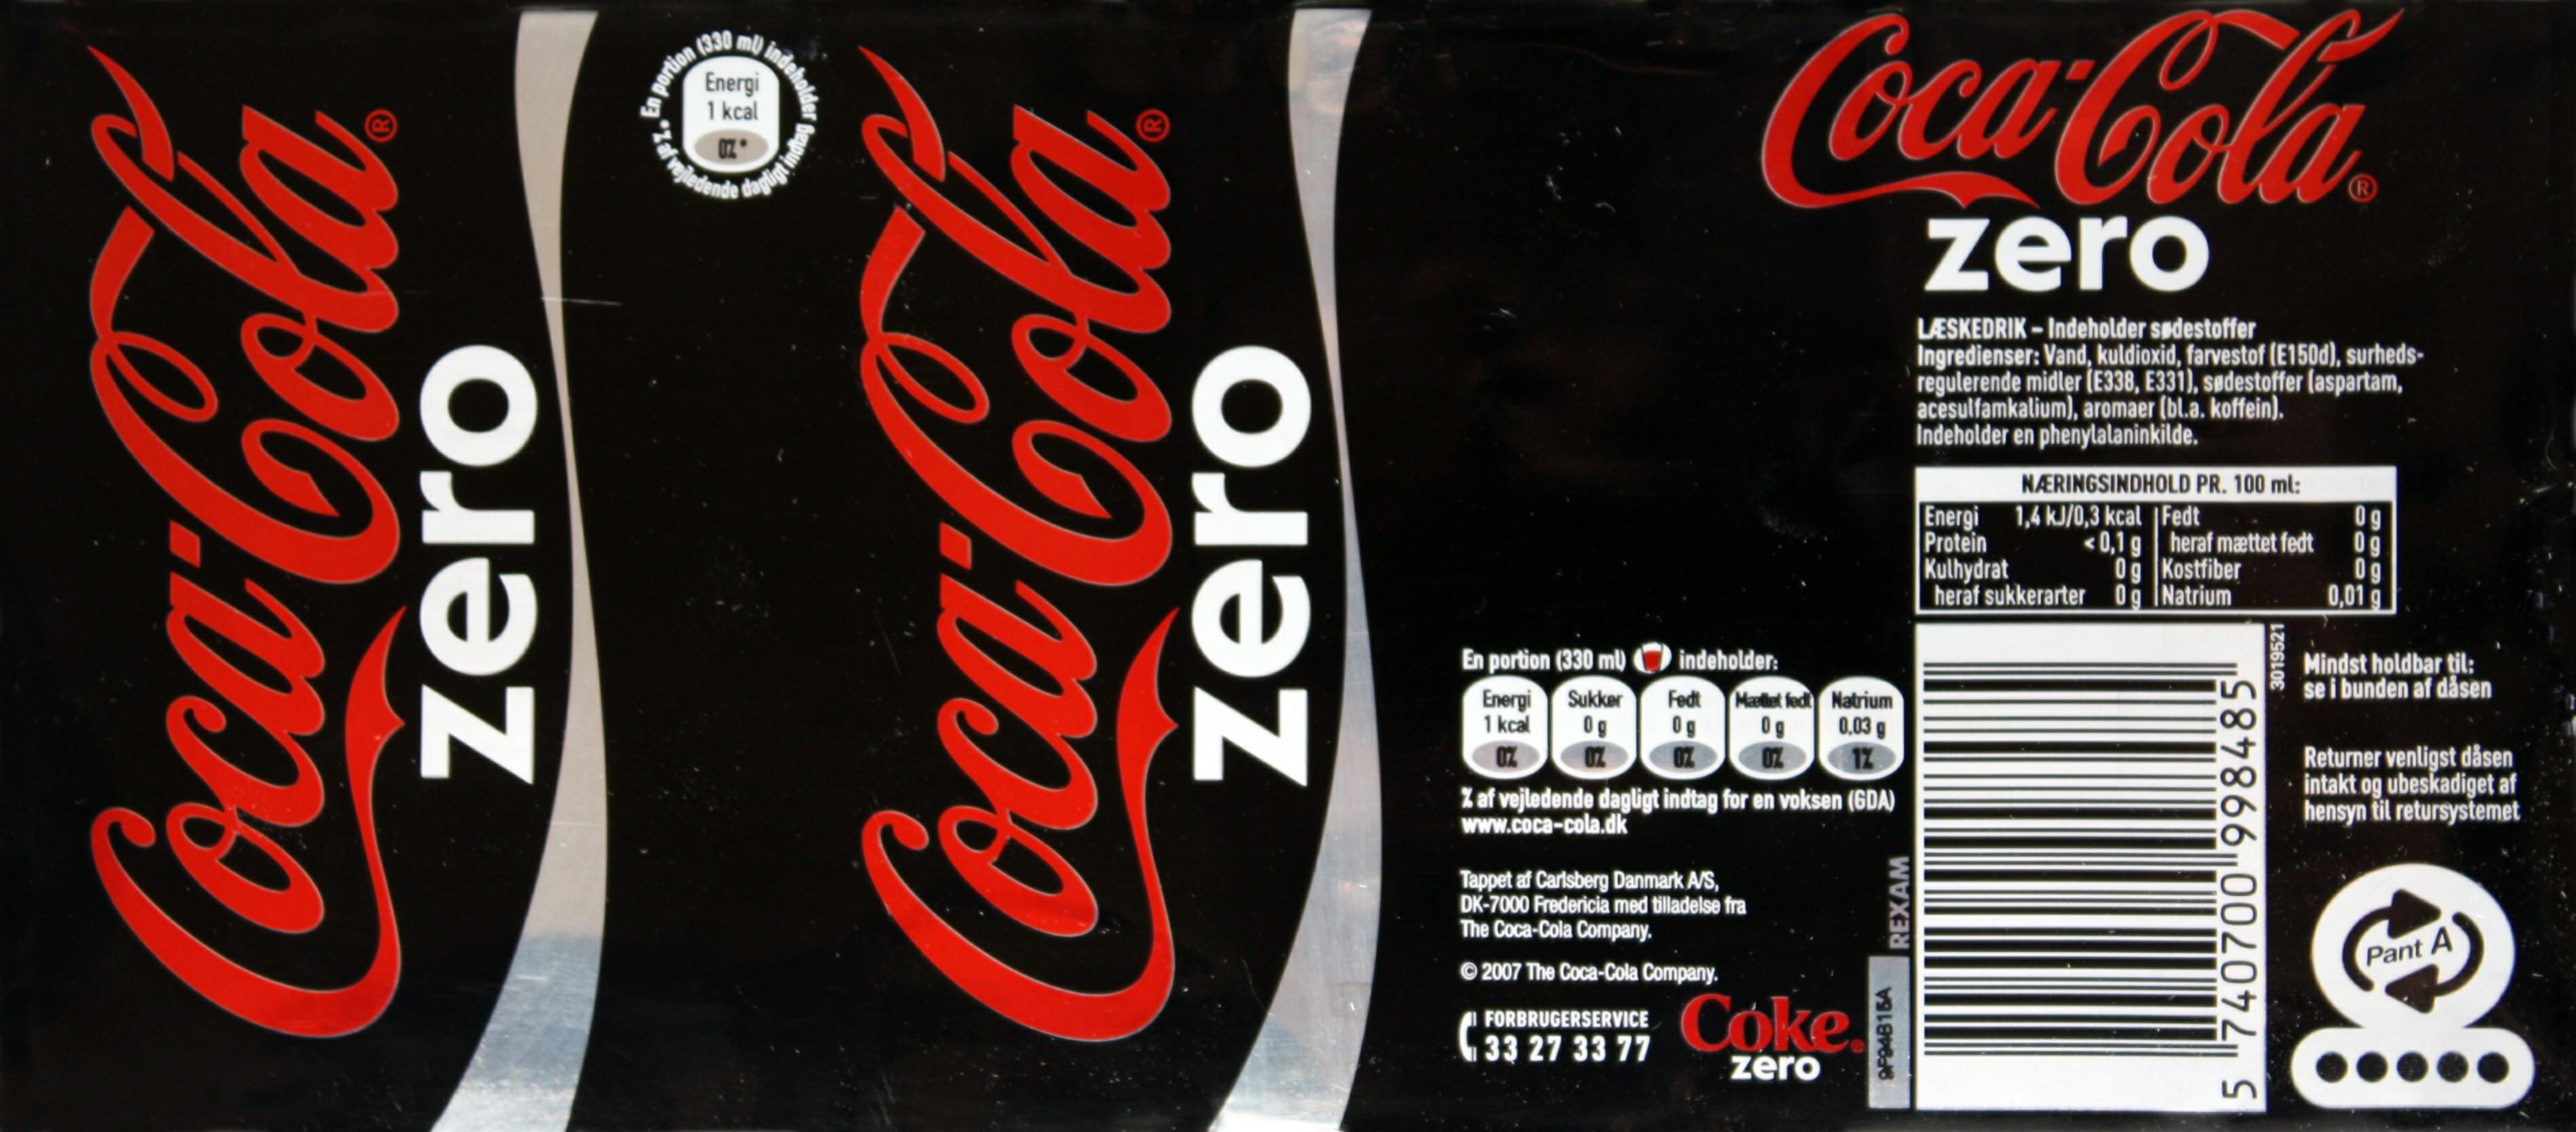 Coca-Cola®
zero
En portion (330 ml) indeholder
Energi
1 kcal
0%*
*% af vejledende dagligt indtag
Coca-Cola®
zero
Coca-Cola®
zero
LÆSKEDRIK – Indeholder sødestoffer
Ingredienser: Vand, kuldioxid, farvestof (E150d), surheds-
regulerende midler (E338, E331), sødestoffer (aspartam,
acesulfamkalium), aromaer (bl.a. koffein).
Indeholder en phenylalaninkilde.
NÆRINGSINDHOLD PR. 100 ml:
Energi 1,4 kJ/0,3 kcal Fedt 0 g
Protein <0,1 g heraf mættet fedt 0 g
Kulhydrat 0 g Kostfiber 0 g
heraf sukkerarter 0 g Natrium 0,01 g
En portion (330 ml) indeholder:
Energi Sukker Fedt Mættet fedt Natrium
1 kcal 0 g 0 g 0 g 0,03 g
0% 0% 0% 0% 1%
% af vejledende dagligt indtag for en voksen (GDA)
www.coca-cola.dk
Tappet af Carlsberg Danmark A/S,
DK-7000 Fredericia med tilladelse fra
The Coca-Cola Company.
© 2007 The Coca-Cola Company.
FORBRUGERSERVICE
33 27 33 77
Coke®
zero
REXAM
5 740700 998485
3019521
Mindst holdbar til:
se i bunden af dåsen
Returner venligst dåsen
intakt og ubeskadiget af
hensyn til retursystemet
Pant A